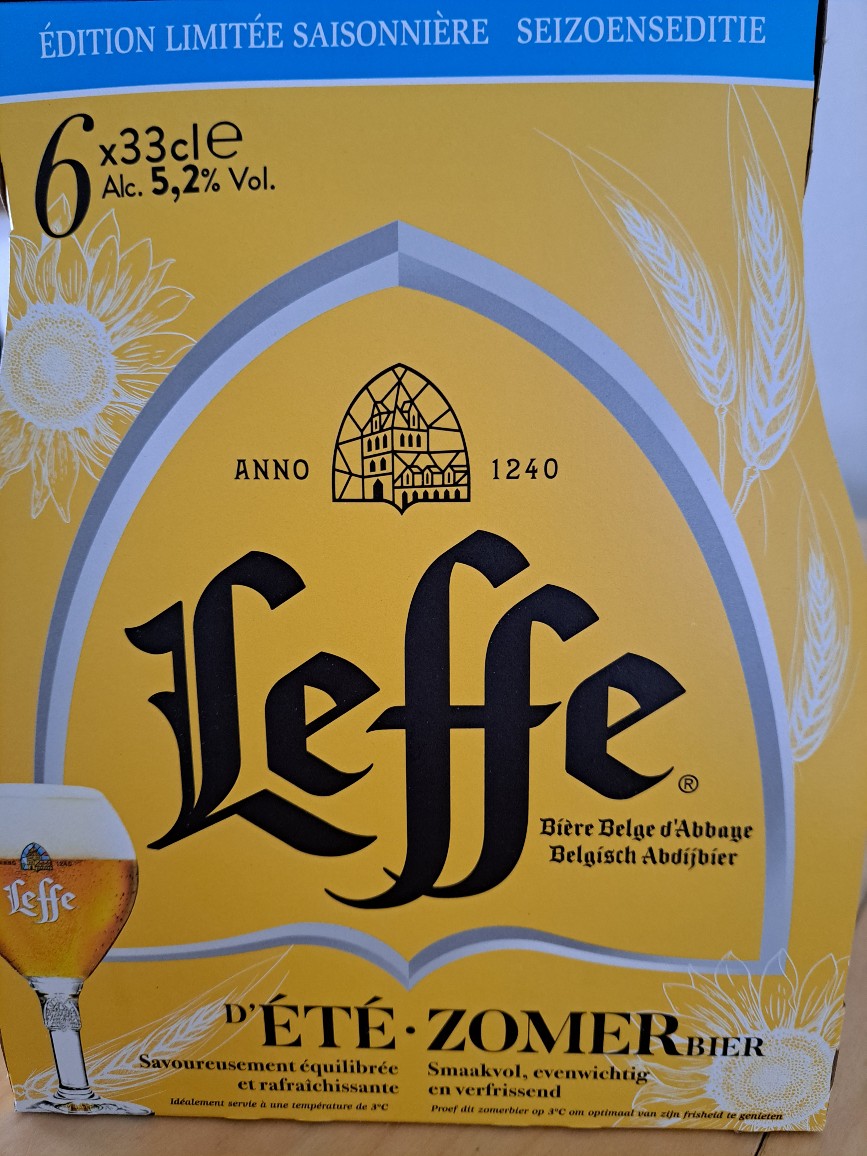 ÉDITION LIMITÉE SAISONNIÈRE SEIZOENSEDITIE
6 x33cl e
Alc. 5,2% Vol.
ANNO 1240
Leffe ®
Bière Belge d'Abbaye
Belgisch Abdijbier
ANNO 1240
Leffe
D'ÉTÉ · ZOMERBIER
Savoureusement équilibrée
et rafraîchissante
Idéalement servie à une température de 3°C
Smaakvol, evenwichtig
en verfrissend
Proef dit zomerbier op 3°C om optimaal van zijn frisheid te genieten